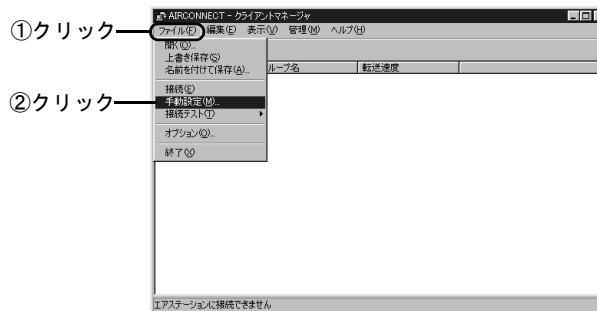 AIRCONNECT - クライアントマネージャ
①クリック
ファイル(F) 編集(E) 表示(V) 管理(M) ヘルプ(H)
開く(O)...
上書き保存(S)
名前を付けて保存(A)...
ループ名 転送速度
接続(E)
②クリック
手動設定(M)...
接続テスト(T)
オプション(O)...
終了(X)
エアステーションに接続できません